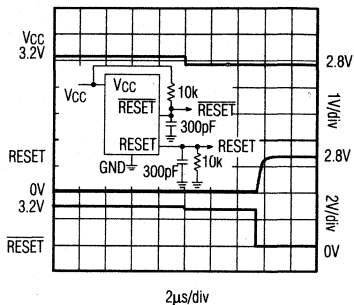 VCC
3.2V
2.8V
VCC
VCC
10k
RESET
RESET
300pF
RESET
RESET
GND
300pF
10k
1V/div
RESET
2.8V
0V
3.2V
2V/div
RESET
0V
2µs/div